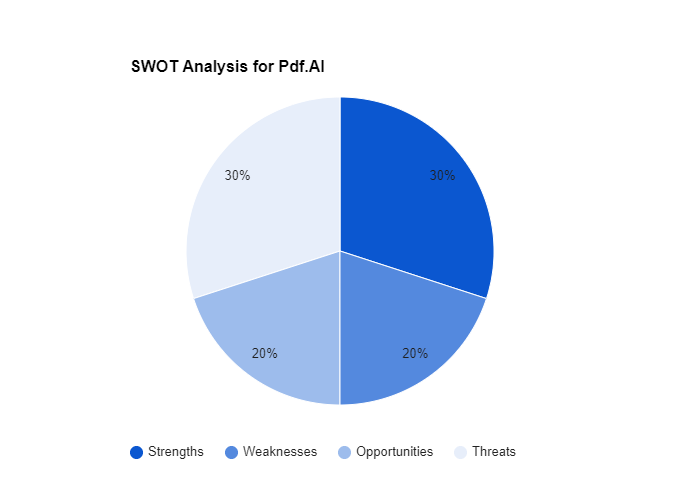 SWOT Analysis for Pdf.AI
30%
30%
20%
20%
Strengths
Weaknesses
Opportunities
Threats